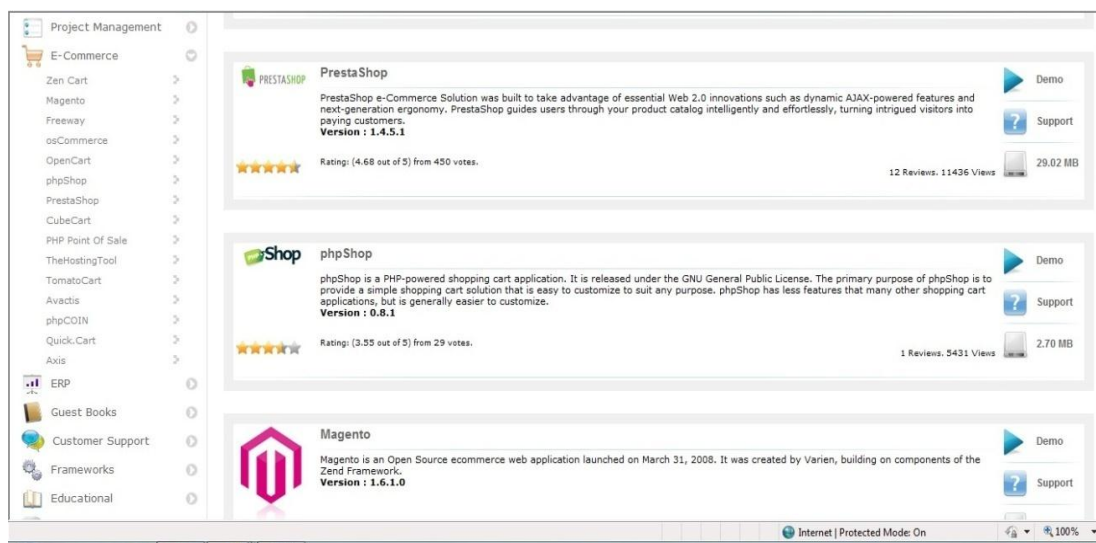 Project Management
E-Commerce
Zen Cart
Magento
Freeway
osCommerce
OpenCart
phpShop
PrestaShop
CubeCart
PHP Point Of Sale
TheHostingTool
TomatoCart
Avactis
phpCOIN
Quick.Cart
Axis
ERP
Guest Books
Customer Support
Frameworks
Educational
PRESTASHOP
PrestaShop
PrestaShop e-Commerce Solution was built to take advantage of essential Web 2.0 innovations such as dynamic AJAX-powered features and
next-generation ergonomy. PrestaShop guides users through your product catalog intelligently and effortlessly, turning intrigued visitors into
paying customers.
Version : 1.4.5.1
Rating: (4.68 out of 5) from 450 votes.
12 Reviews. 11436 Views
Demo
Support
29.02 MB
Shop
phpShop
phpShop is a PHP-powered shopping cart application. It is released under the GNU General Public License. The primary purpose of phpShop is to
provide a simple shopping cart solution that is easy to customize to suit any purpose. phpShop has less features that many other shopping cart
applications, but is generally easier to customize.
Version : 0.8.1
Rating: (3.55 out of 5) from 29 votes.
1 Reviews. 5431 Views
Demo
Support
2.70 MB
Magento
Magento is an Open Source ecommerce web application launched on March 31, 2008. It was created by Varien, building on components of the
Zend Framework.
Version : 1.6.1.0
Demo
Support
Internet | Protected Mode: On
100%